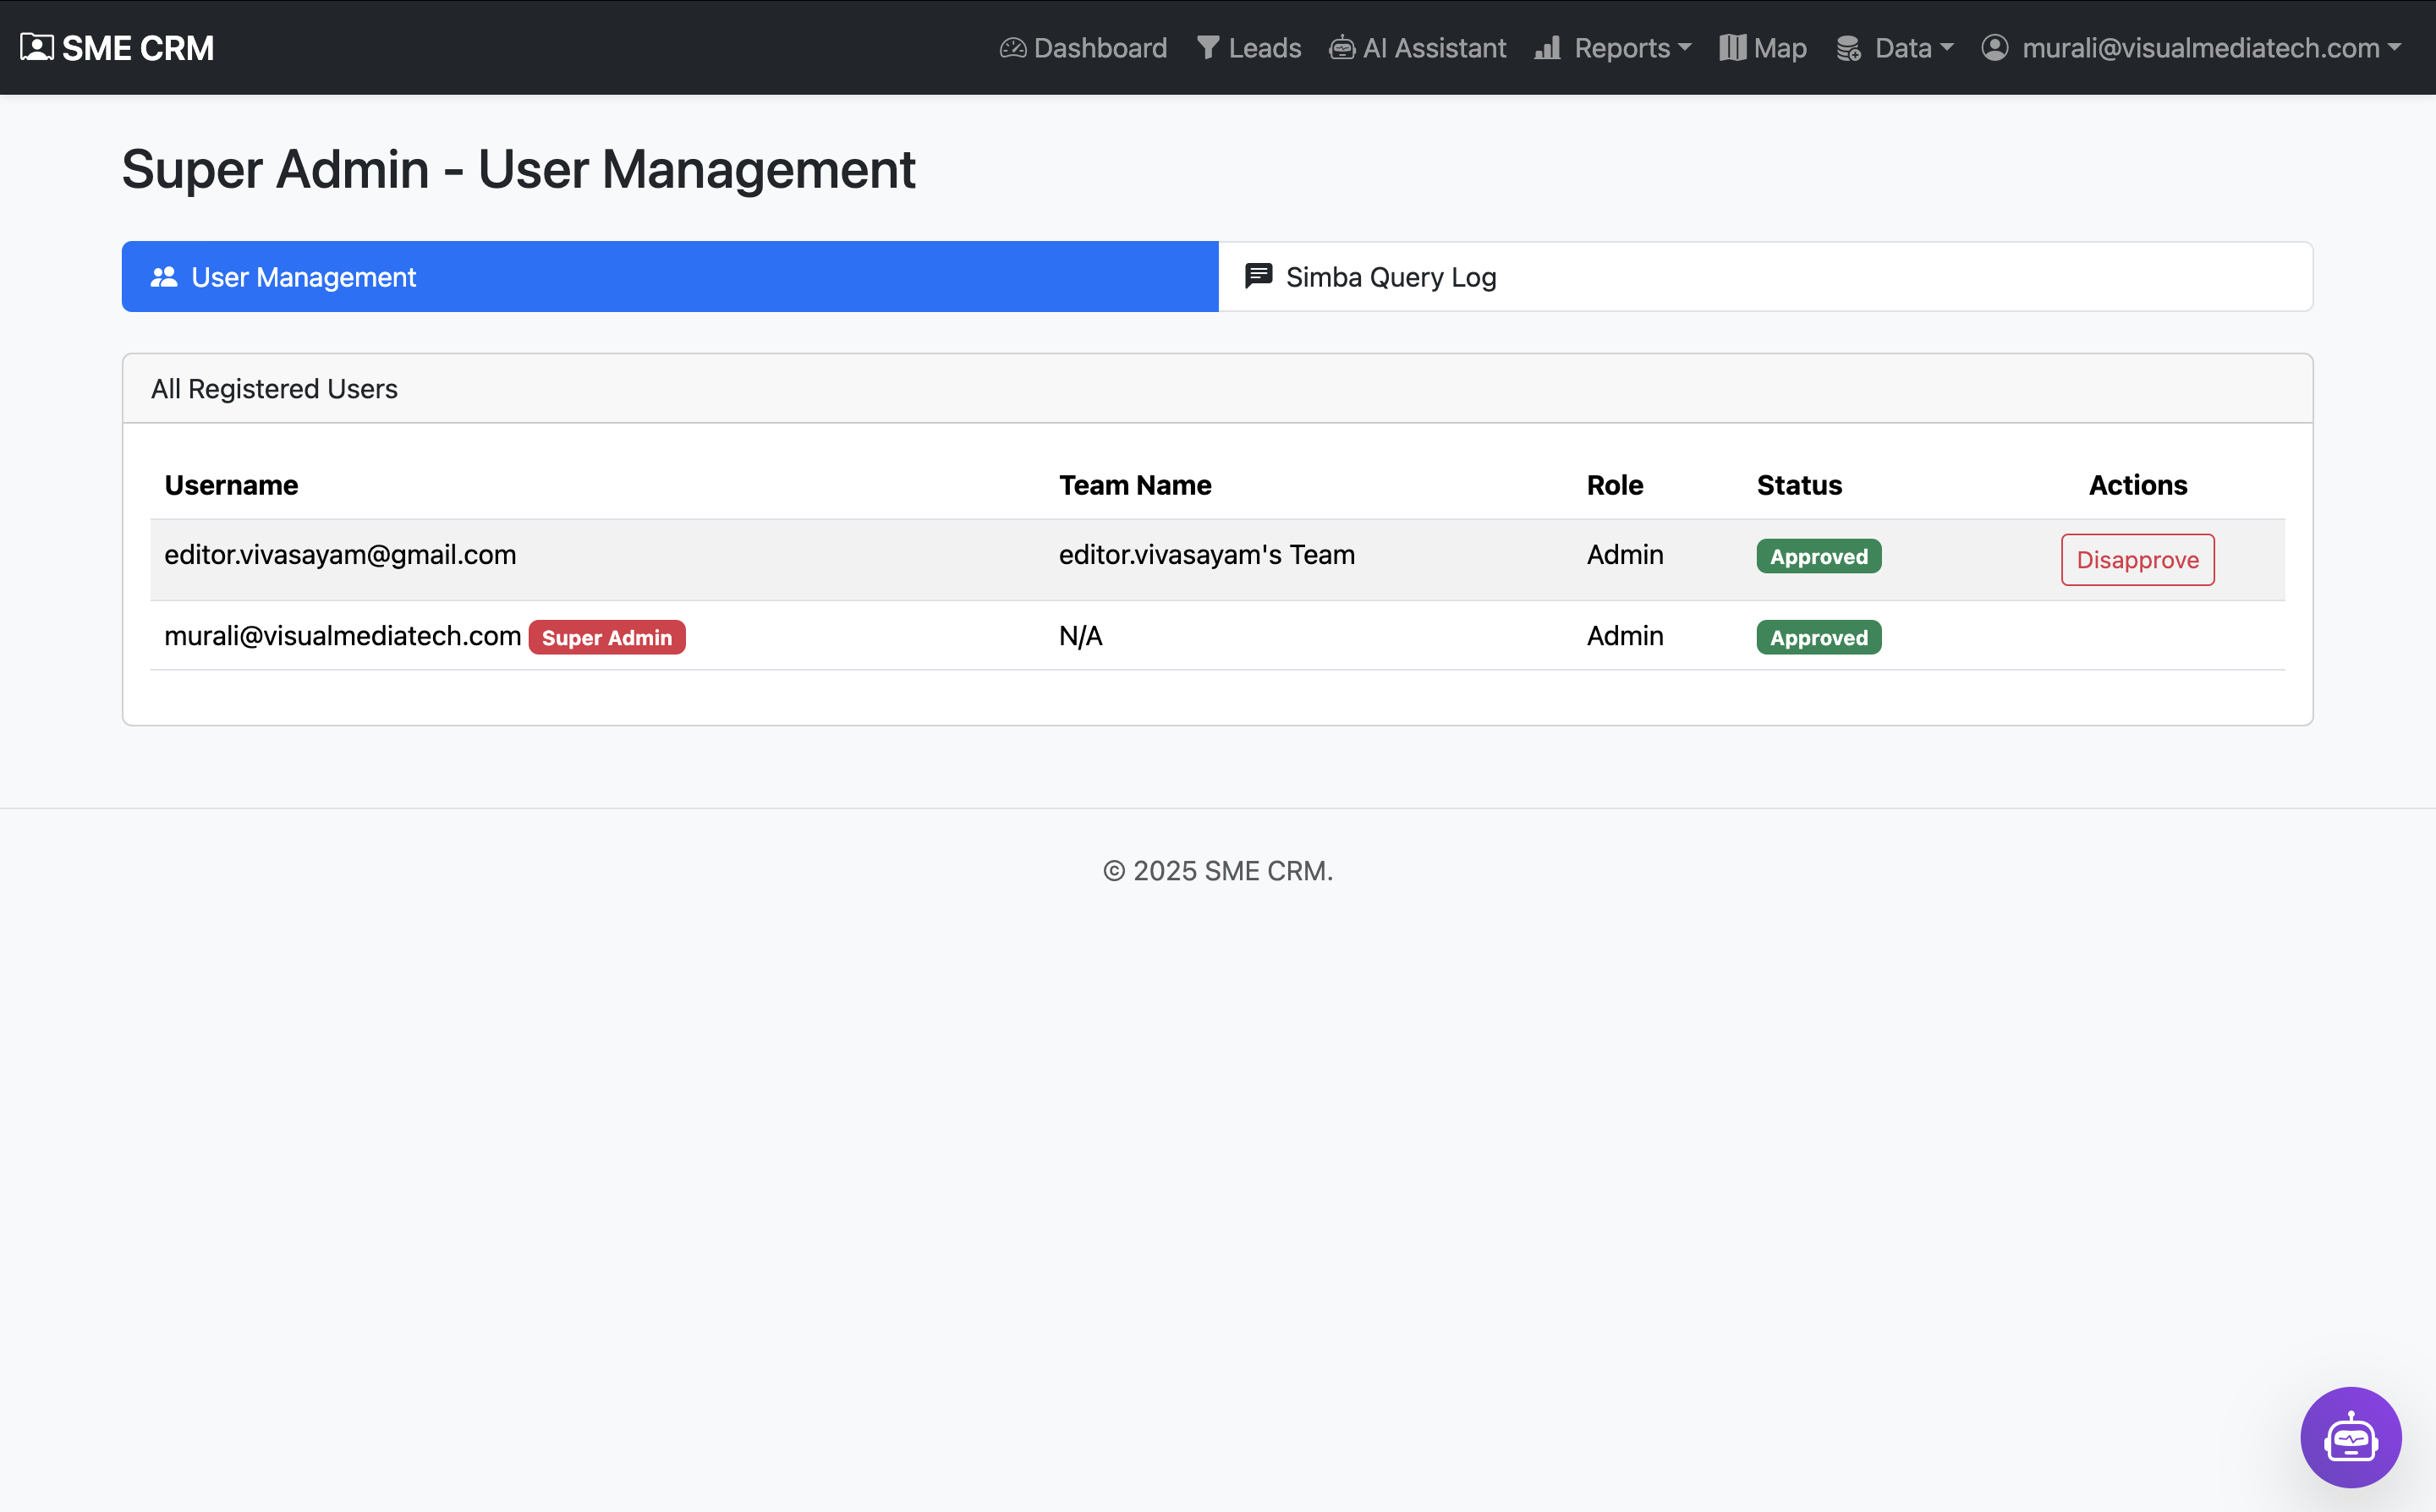 SME CRM Dashboard Leads AI Assistant Reports Map Data murali@visualmediatech.com
Super Admin - User Management
User Management Simba Query Log
All Registered Users
Username Team Name Role Status Actions
editor.vivasayam@gmail.com editor.vivasayam's Team Admin Approved Disapprove
murali@visualmediatech.com Super Admin N/A Admin Approved
© 2025 SME CRM.